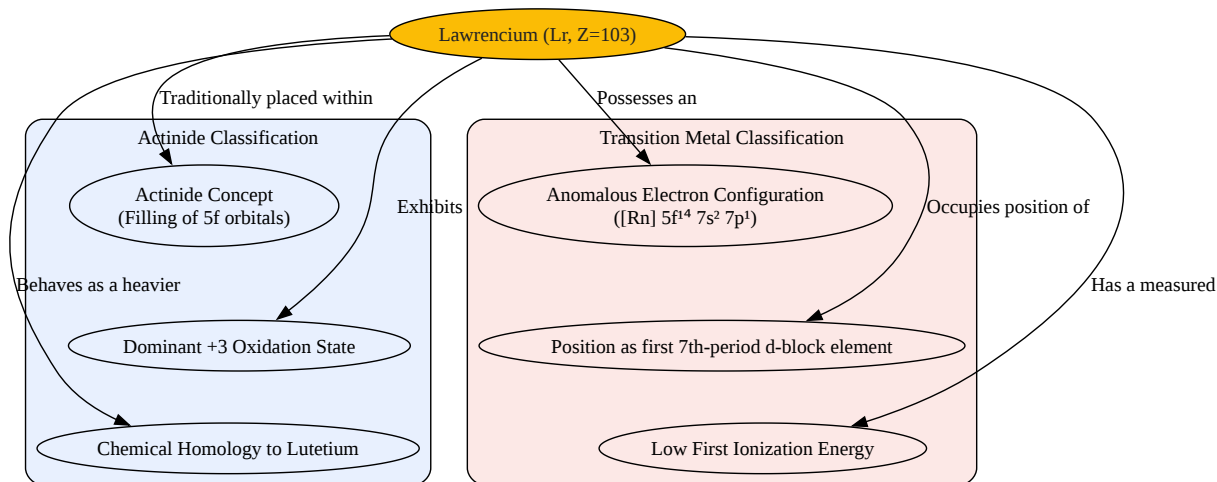 Lawrencium (Lr, Z=103)
Traditionally placed within
Possesses an
Actinide Classification
Transition Metal Classification
Actinide Concept
(Filling of 5f orbitals)
Exhibits
Anomalous Electron Configuration
([Rn] 5f¹⁴ 7s² 7p¹)
Occupies position of
Behaves as a heavier
Has a measured
Dominant +3 Oxidation State
Position as first 7th-period d-block element
Chemical Homology to Lutetium
Low First Ionization Energy